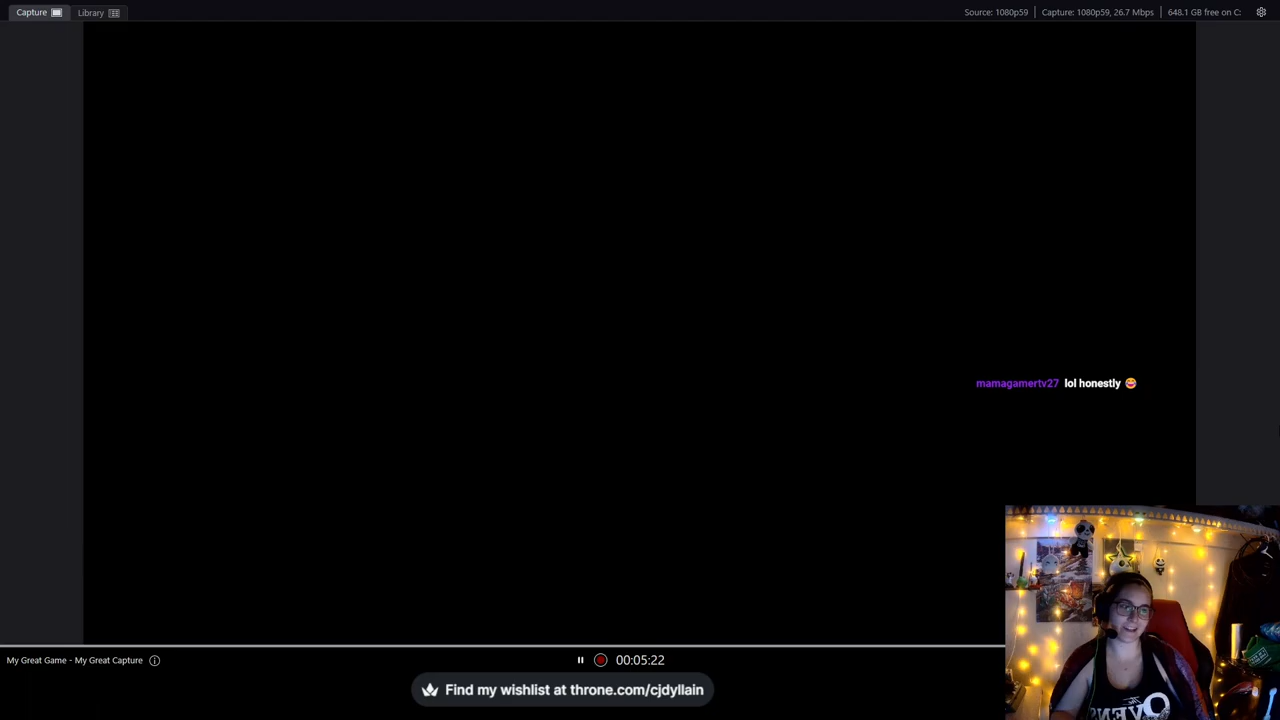 Capture
Library
Source: 1080p59
Capture: 1080p59, 26.7 Mbps
648.1 GB free on C:
mamagamertv27 lol honestly 😂
My Great Game - My Great Capture
00:05:22
Find my wishlist at throne.com/cjdyllain